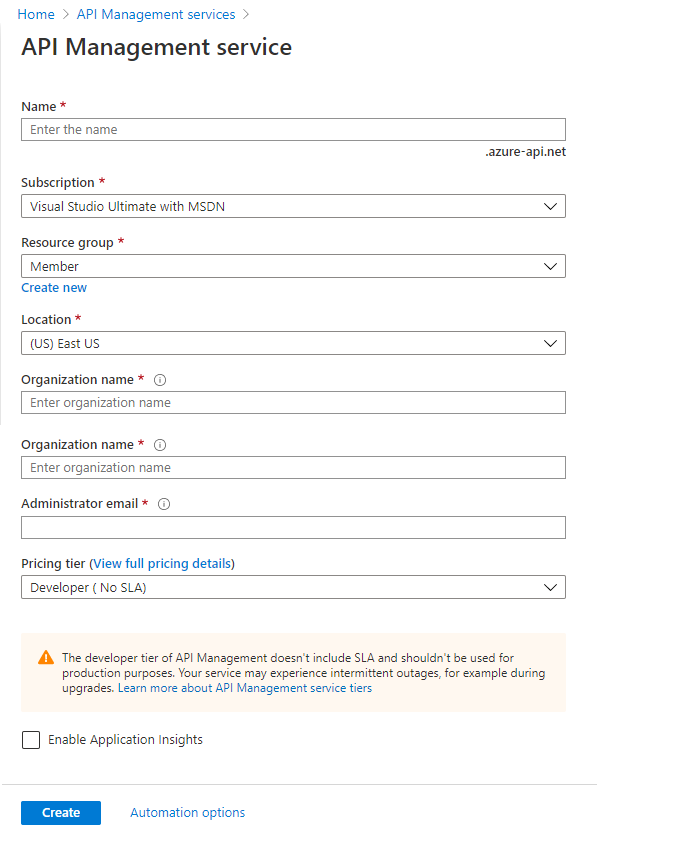 Home > API Management services >
API Management service
Name *
Enter the name
.azure-api.net
Subscription *
Visual Studio Ultimate with MSDN
Resource group *
Member
Create new
Location *
(US) East US
Organization name *
Enter organization name
Organization name *
Enter organization name
Administrator email *
Pricing tier (View full pricing details)
Developer ( No SLA)
The developer tier of API Management doesn't include SLA and shouldn't be used for
production purposes. Your service may experience intermittent outages, for example during
upgrades. Learn more about API Management service tiers
Enable Application Insights
Create
Automation options